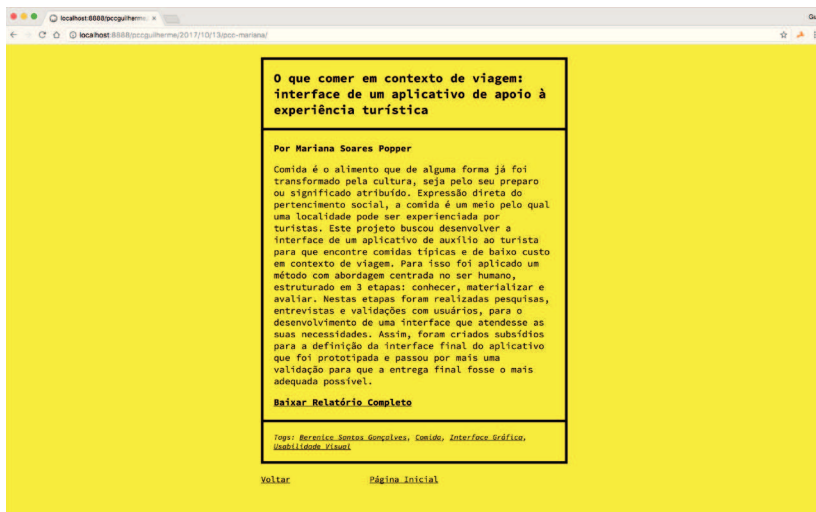 localhost:8888/pccguilherme
Gu
localhost:8888/pccguilherme/2017/10/13/pcc-mariana/
O que comer em contexto de viagem:
interface de um aplicativo de apoio à
experiência turística
Por Mariana Soares Popper
Comida é o alimento que de alguma forma já foi
transformado pela cultura, seja pelo seu preparo
ou significado atribuído. Expressão direta do
pertencimento social, a comida é um meio pelo qual
uma localidade pode ser experienciada por
turistas. Este projeto buscou desenvolver a
interface de um aplicativo de auxílio ao turista
para que encontre comidas típicas e de baixo custo
em contexto de viagem. Para isso foi aplicado um
método com abordagem centrada no ser humano,
estruturado em 3 etapas: conhecer, materializar e
avaliar. Nestas etapas foram realizadas pesquisas,
entrevistas e validações com usuários, para o
desenvolvimento de uma interface que atendesse as
suas necessidades. Assim, foram criados subsídios
para a definição da interface final do aplicativo
que foi prototipada e passou por mais uma
validação para que a entrega final fosse o mais
adequada possível.
Baixar Relatório Completo
Tags: Berenice Santos Gonçalves, Comida, Interface Gráfica,
Usabilidade Visual
Voltar Página Inicial